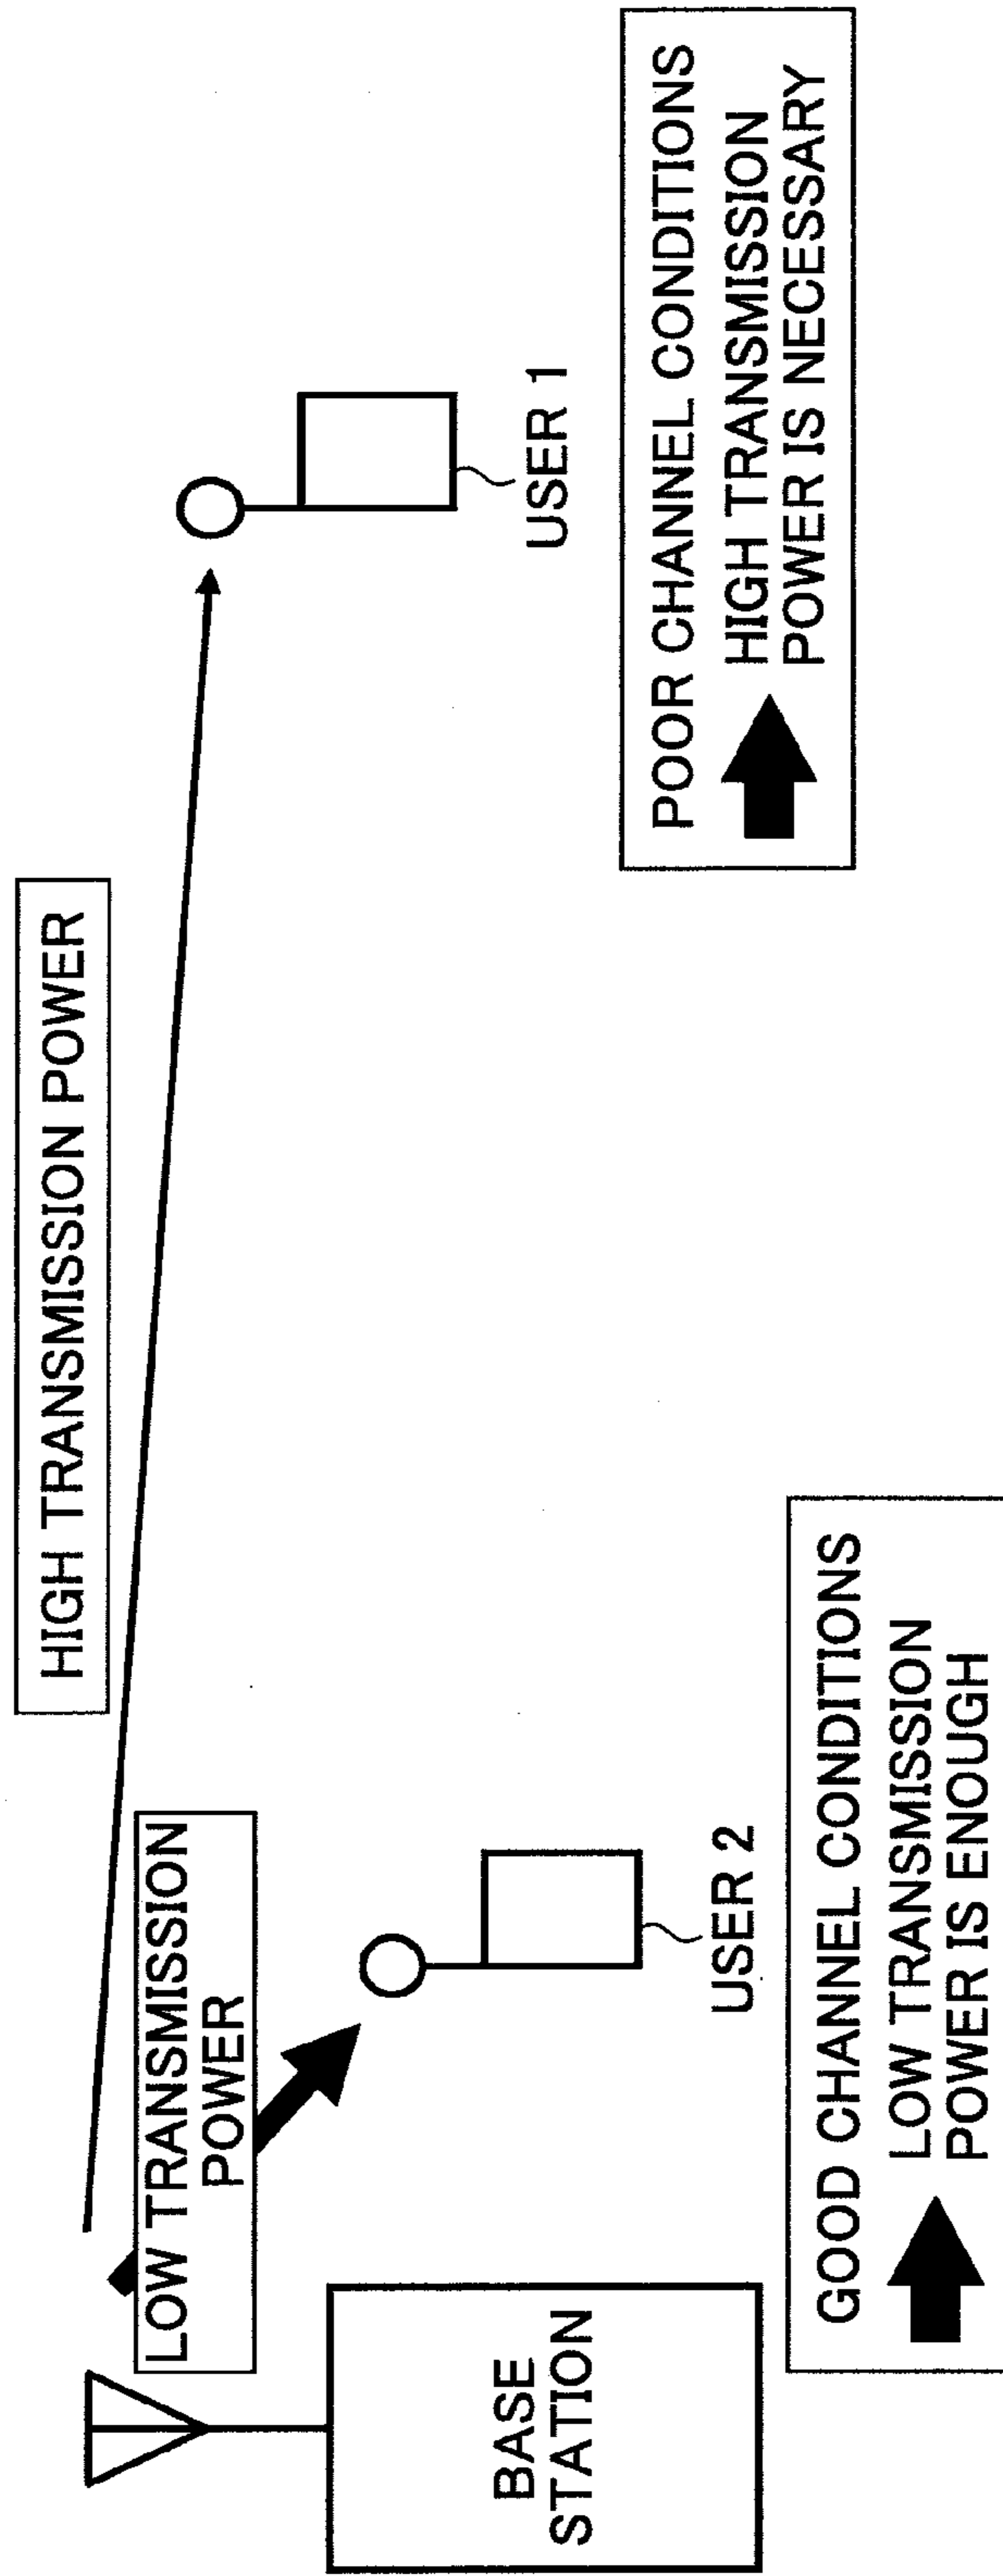 HIGH TRANSMISSION POWER
LOW TRANSMISSION
POWER
BASE
STATION
USER 2
USER 1
GOOD CHANNEL CONDITIONS
LOW TRANSMISSION
POWER IS ENOUGH
POOR CHANNEL CONDITIONS
HIGH TRANSMISSION
POWER IS NECESSARY